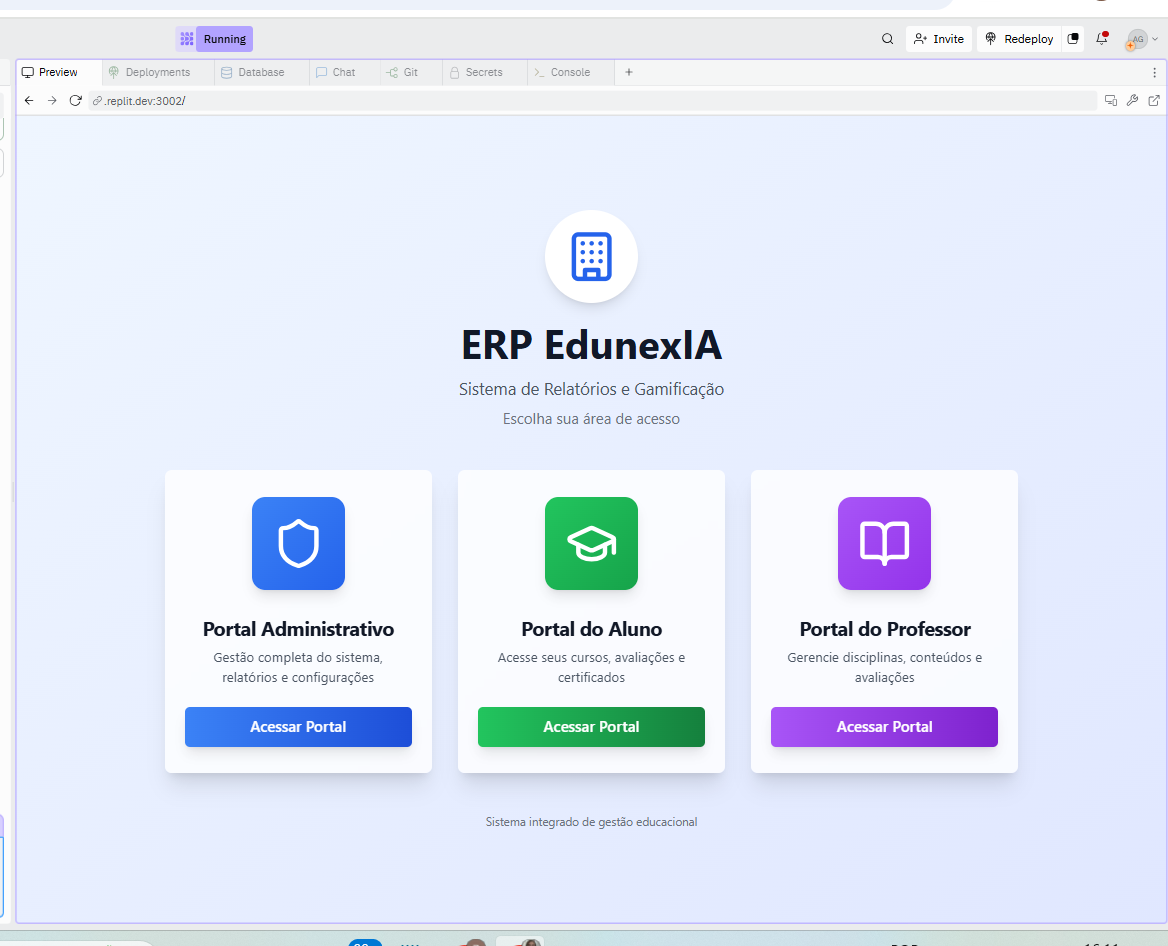 Running
Invite
Redeploy
AG
Preview
Deployments
Database
Chat
Git
Secrets
Console
.replit.dev:3002/
ERP EdunexIA
Sistema de Relatórios e Gamificação
Escolha sua área de acesso
Portal Administrativo
Gestão completa do sistema,
relatórios e configurações
Acessar Portal
Portal do Aluno
Acesse seus cursos, avaliações e
certificados
Acessar Portal
Portal do Professor
Gerencie disciplinas, conteúdos e
avaliações
Acessar Portal
Sistema integrado de gestão educacional